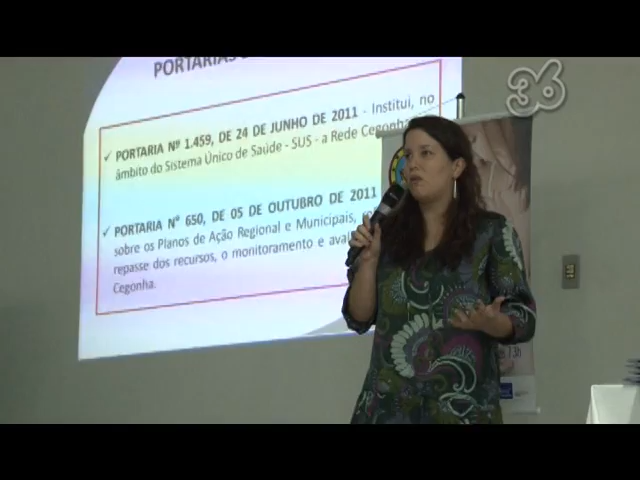 36
PORTARIAS
✓ PORTARIA Nº 1.459, DE 24 DE JUNHO DE 2011 - Institui, no
âmbito do Sistema Único de Saúde - SUS - a Rede Cegonha
✓ PORTARIA Nº 650, DE 05 DE OUTUBRO DE 2011
sobre os Planos de Ação Regional e Municipais,
repasse dos recursos, o monitoramento e
Cegonha.